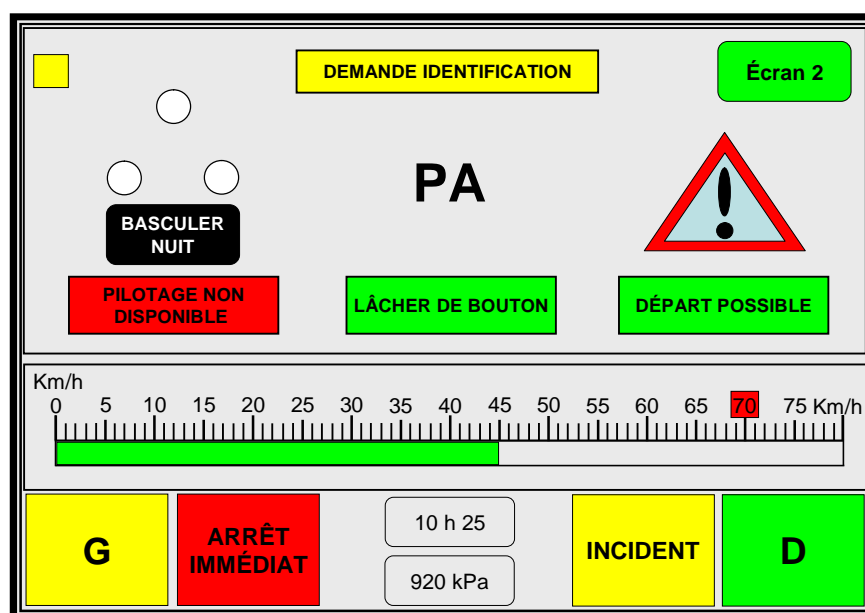 DEMANDE IDENTIFICATION
Écran 2
PA
!
BASCULER
NUIT
PILOTAGE NON
DISPONIBLE
LÂCHER DE BOUTON
DÉPART POSSIBLE
Km/h
0 5 10 15 20 25 30 35 40 45 50 55 60 65 70 75 Km/h
G
ARRÊT
IMMÉDIAT
10 h 25
920 kPa
INCIDENT
D